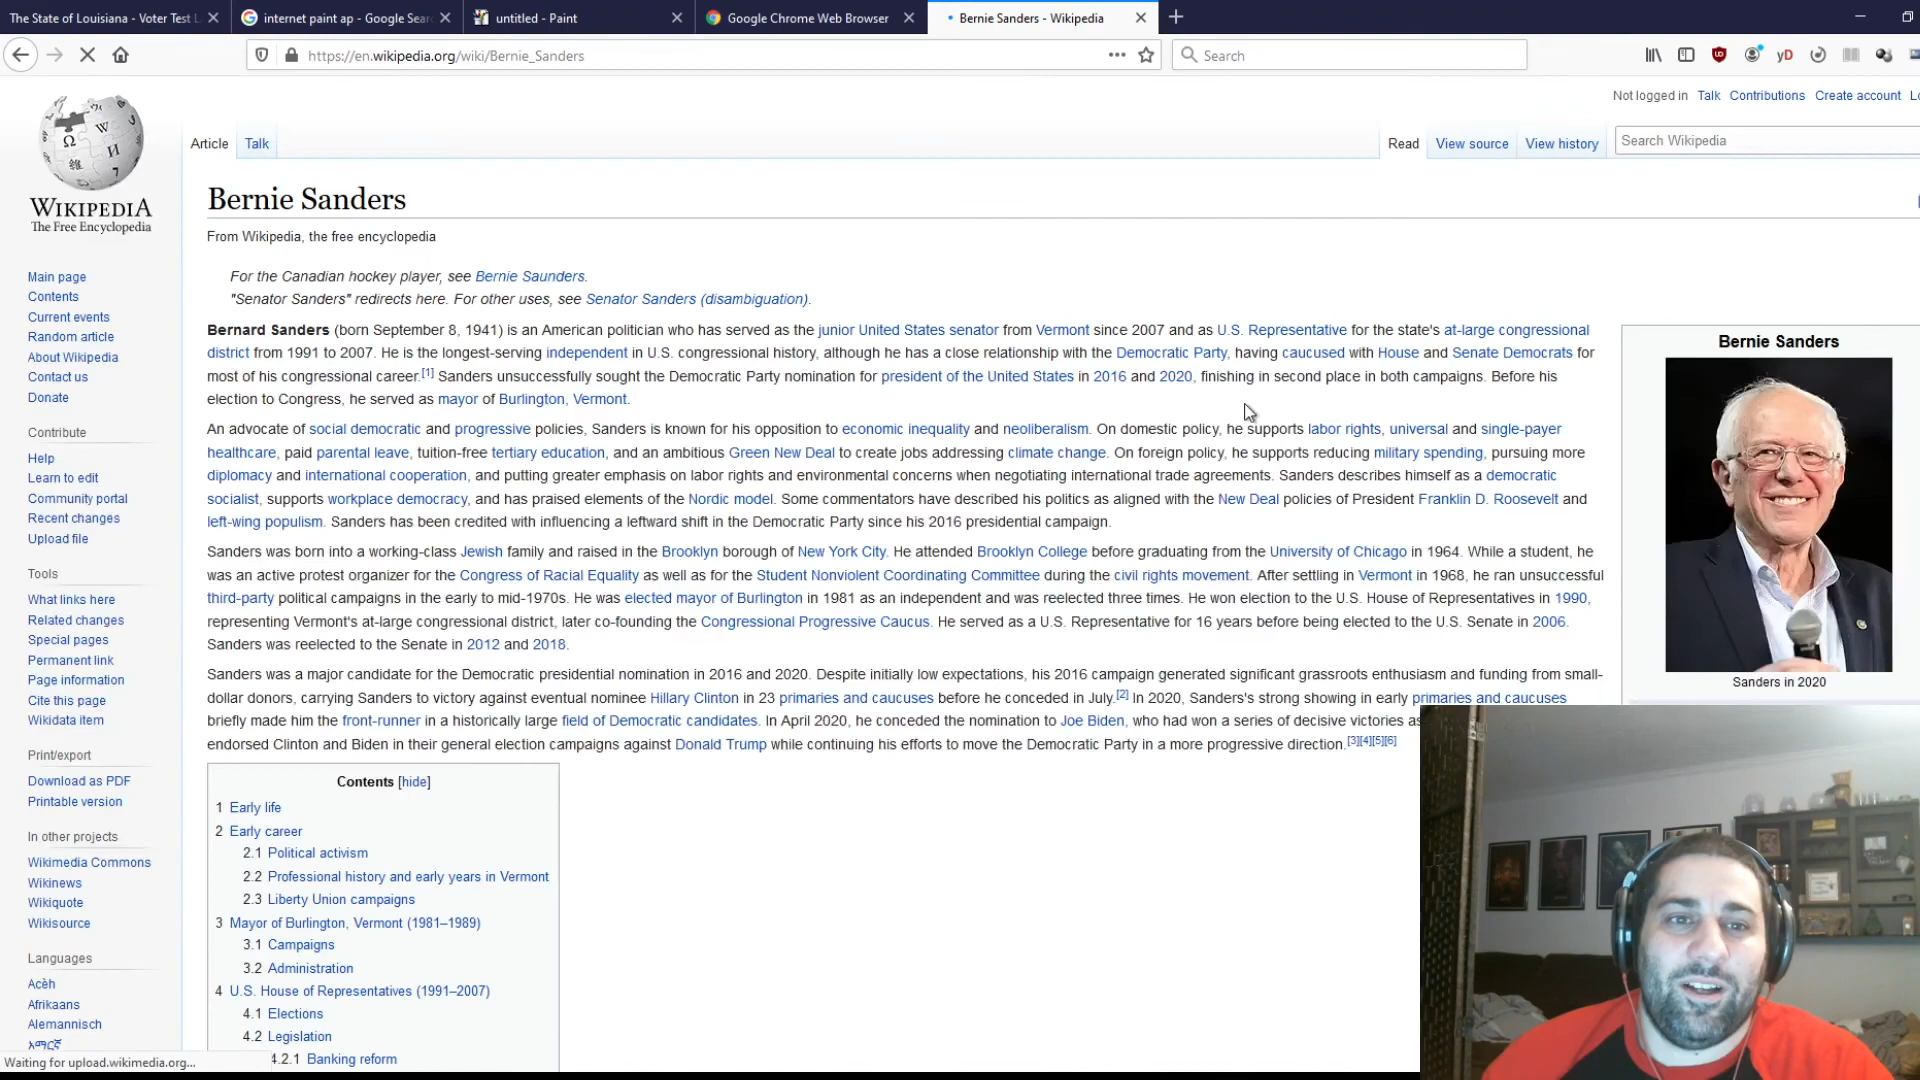 The State of Louisiana - Voter Test L
internet paint ap - Google Sear
untitled - Paint
Google Chrome Web Browser
Bernie Sanders - Wikipedia
https://en.wikipedia.org/wiki/Bernie_Sanders
Search
yD
Not logged in Talk Contributions Create account Lo
WIKIPEDIA
The Free Encyclopedia
Article Talk
Read View source View history
Search Wikipedia
Main page
Contents
Current events
Random article
About Wikipedia
Contact us
Donate
Contribute
Help
Learn to edit
Community portal
Recent changes
Upload file
Tools
What links here
Related changes
Special pages
Permanent link
Page information
Cite this page
Wikidata item
Print/export
Download as PDF
Printable version
In other projects
Wikimedia Commons
Wikinews
Wikiquote
Wikisource
Languages
Acèh
Afrikaans
Alemannisch
አማርኛ
Waiting for upload.wikimedia.org...
Bernie Sanders
From Wikipedia, the free encyclopedia
For the Canadian hockey player, see Bernie Saunders.
"Senator Sanders" redirects here. For other uses, see Senator Sanders (disambiguation).
Bernard Sanders (born September 8, 1941) is an American politician who has served as the junior United States senator from Vermont since 2007 and as U.S. Representative for the state's at-large congressional
district from 1991 to 2007. He is the longest-serving independent in U.S. congressional history, although he has a close relationship with the Democratic Party, having caucused with House and Senate Democrats for
most of his congressional career.[1] Sanders unsuccessfully sought the Democratic Party nomination for president of the United States in 2016 and 2020, finishing in second place in both campaigns. Before his
election to Congress, he served as mayor of Burlington, Vermont.
An advocate of social democratic and progressive policies, Sanders is known for his opposition to economic inequality and neoliberalism. On domestic policy, he supports labor rights, universal and single-payer
healthcare, paid parental leave, tuition-free tertiary education, and an ambitious Green New Deal to create jobs addressing climate change. On foreign policy, he supports reducing military spending, pursuing more
diplomacy and international cooperation, and putting greater emphasis on labor rights and environmental concerns when negotiating international trade agreements. Sanders describes himself as a democratic
socialist, supports workplace democracy, and has praised elements of the Nordic model. Some commentators have described his politics as aligned with the New Deal policies of President Franklin D. Roosevelt and
left-wing populism. Sanders has been credited with influencing a leftward shift in the Democratic Party since his 2016 presidential campaign.
Sanders was born into a working-class Jewish family and raised in the Brooklyn borough of New York City. He attended Brooklyn College before graduating from the University of Chicago in 1964. While a student, he
was an active protest organizer for the Congress of Racial Equality as well as for the Student Nonviolent Coordinating Committee during the civil rights movement. After settling in Vermont in 1968, he ran unsuccessful
third-party political campaigns in the early to mid-1970s. He was elected mayor of Burlington in 1981 as an independent and was reelected three times. He won election to the U.S. House of Representatives in 1990,
representing Vermont's at-large congressional district, later co-founding the Congressional Progressive Caucus. He served as a U.S. Representative for 16 years before being elected to the U.S. Senate in 2006.
Sanders was reelected to the Senate in 2012 and 2018.
Sanders was a major candidate for the Democratic presidential nomination in 2016 and 2020. Despite initially low expectations, his 2016 campaign generated significant grassroots enthusiasm and funding from small-
dollar donors, carrying Sanders to victory against eventual nominee Hillary Clinton in 23 primaries and caucuses before he conceded in July.[2] In 2020, Sanders's strong showing in early primaries and caucuses
briefly made him the front-runner in a historically large field of Democratic candidates. In April 2020, he conceded the nomination to Joe Biden, who had won a series of decisive victories as
endorsed Clinton and Biden in their general election campaigns against Donald Trump while continuing his efforts to move the Democratic Party in a more progressive direction.[3][4][5][6]
Bernie Sanders
Sanders in 2020
Contents [hide]
1 Early life
2 Early career
2.1 Political activism
2.2 Professional history and early years in Vermont
2.3 Liberty Union campaigns
3 Mayor of Burlington, Vermont (1981–1989)
3.1 Campaigns
3.2 Administration
4 U.S. House of Representatives (1991–2007)
4.1 Elections
4.2 Legislation
4.2.1 Banking reform